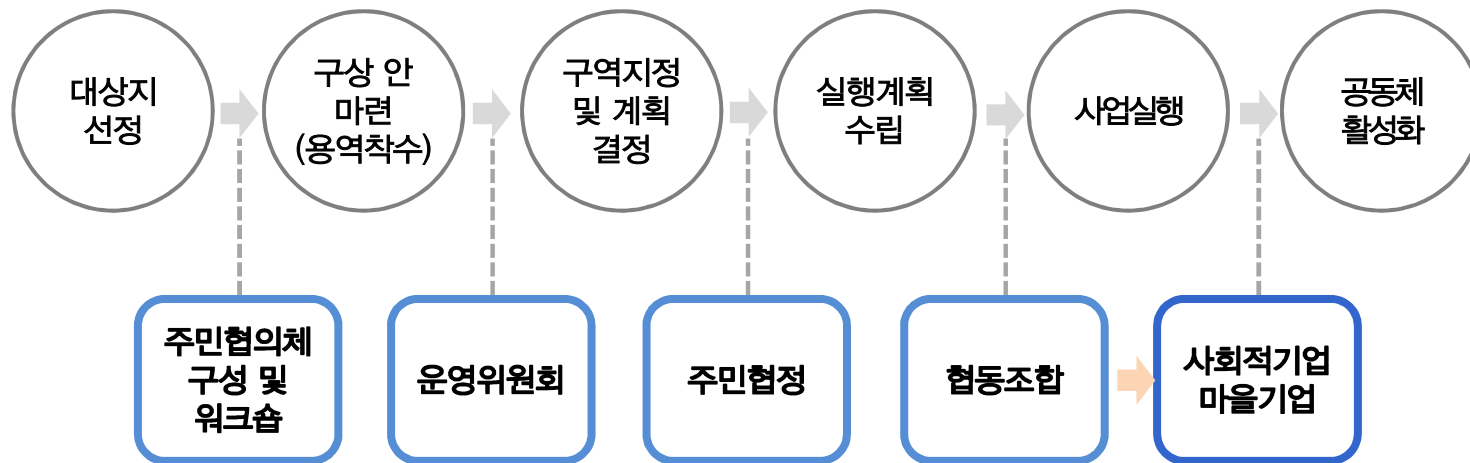 대상지
선정
구상 안
마련
(용역착수)
구역지정
및 계획
결정
실행계획
수립
사업실행
공동체
활성화
주민협의체
구성 및
워크숍
운영위원회
주민협정
협동조합
사회적기업
마을기업